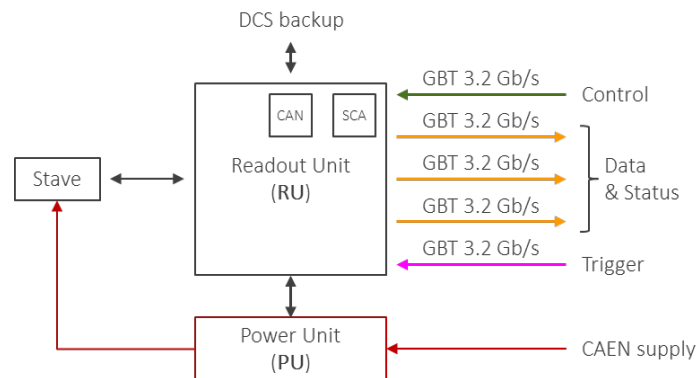 DCS backup
GBT 3.2 Gb/s
Control
CAN
SCA
GBT 3.2 Gb/s
Readout Unit
(RU)
Stave
GBT 3.2 Gb/s
Data
& Status
GBT 3.2 Gb/s
GBT 3.2 Gb/s
Trigger
Power Unit
(PU)
CAEN supply